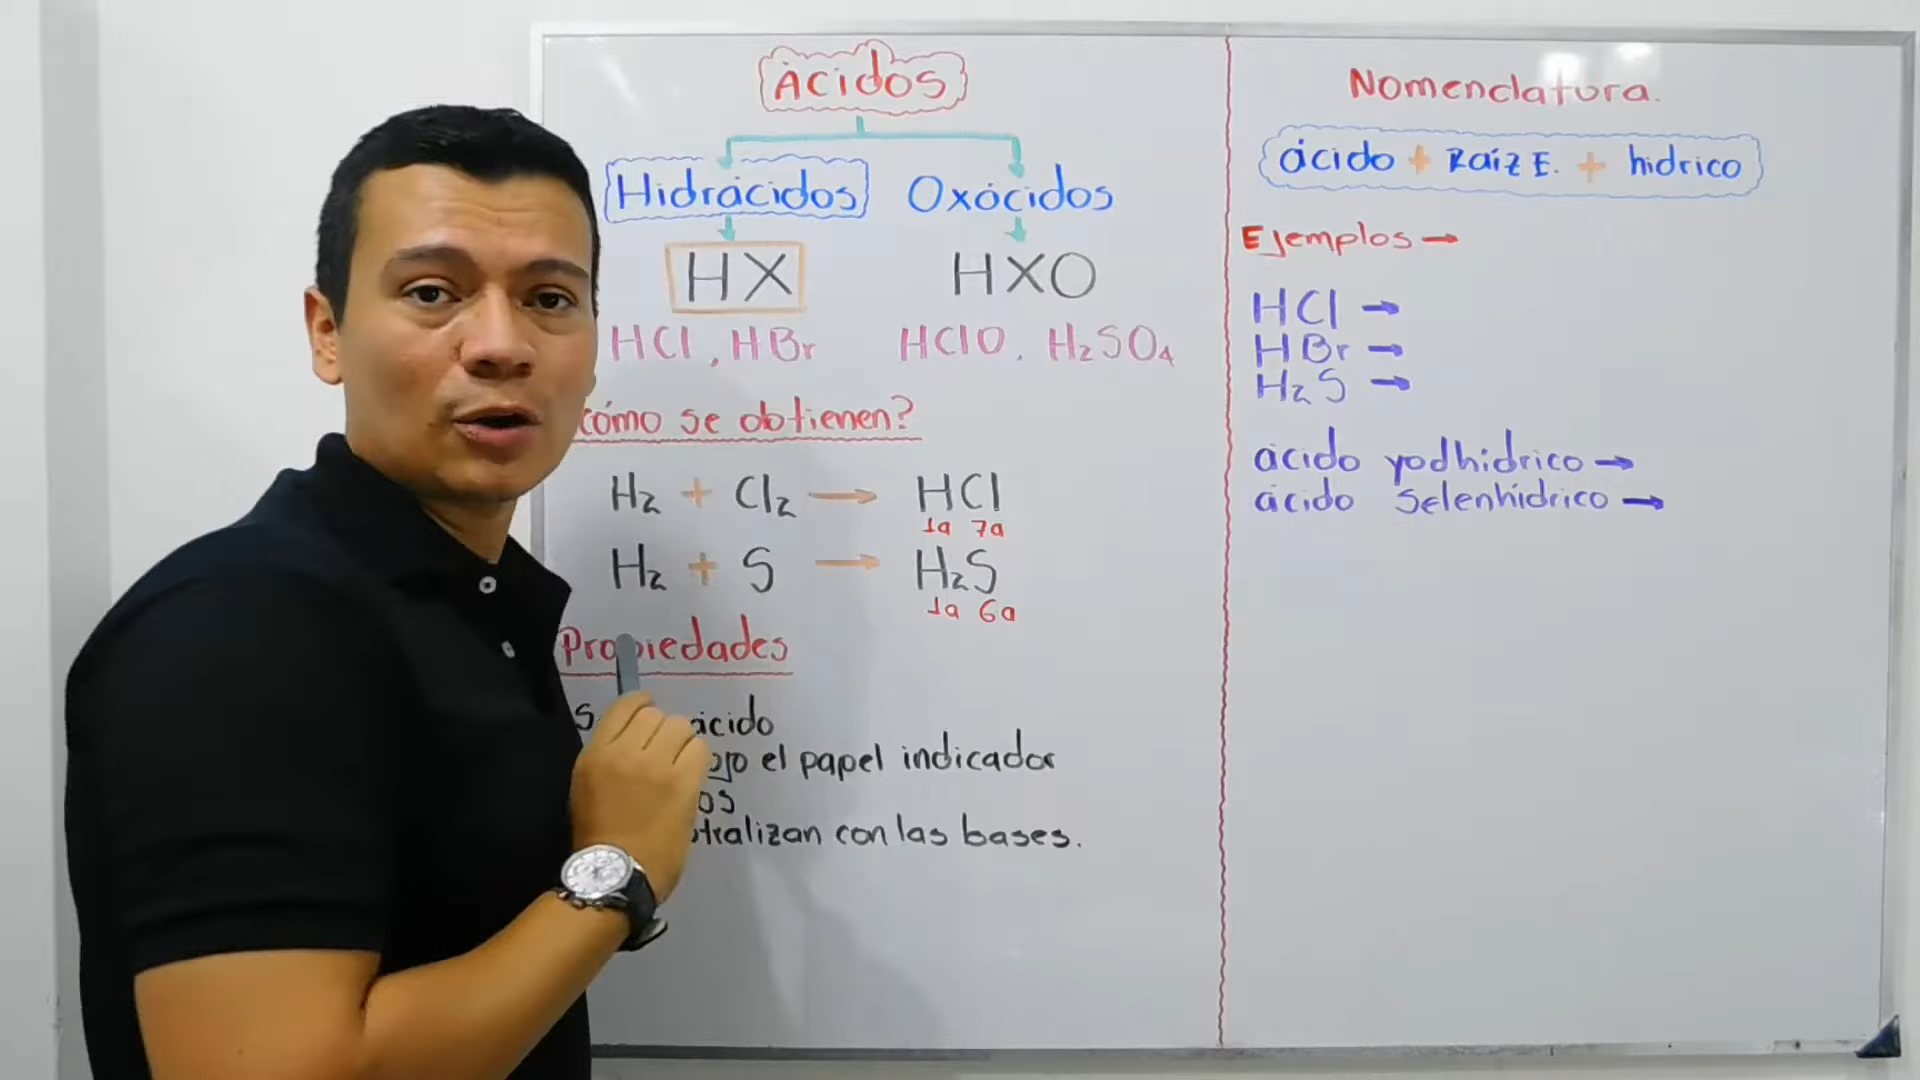 Ácidos
Hidrácidos Oxácidos
HX HXO
HCl, HBr HClO, H₂SO₄
cómo se obtienen?
H₂ + Cl₂ → HCl
1a 7a
H₂ + S → H₂S
1a 6a
Propiedades
ácido
el papel indicador
con las bases.
Nomenclatura.
ácido + Raíz E. + hídrico
Ejemplos →
HCl →
HBr →
H₂S →
ácido yodhídrico →
ácido Selenhídrico →